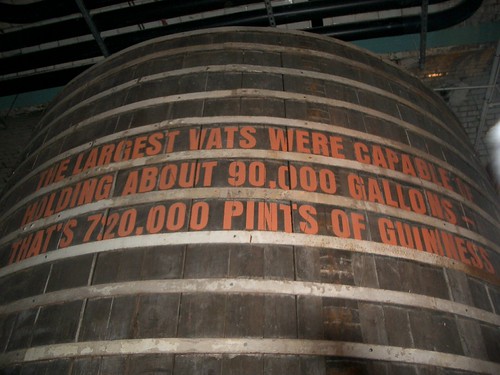 THE LARGEST VATS WERE CAPABLE
HOLDING ABOUT 90.000 GALLONS -
THAT'S 720.000 PINTS OF GUINNESS